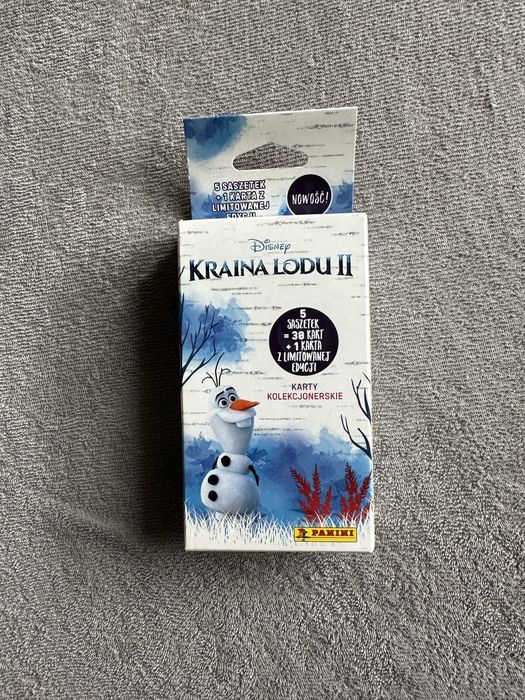 5 SASZETEK
+ 1 KARTA Z
LIMITOWANEJ
EDYCJI
NOWOŚĆ!
Disney
KRAINA LODU II
5
SASZETEK
= 30 KART
+ 1 KARTA
Z LIMITOWANEJ
EDYCJI
KARTY
KOLEKCJONERSKIE
PANINI